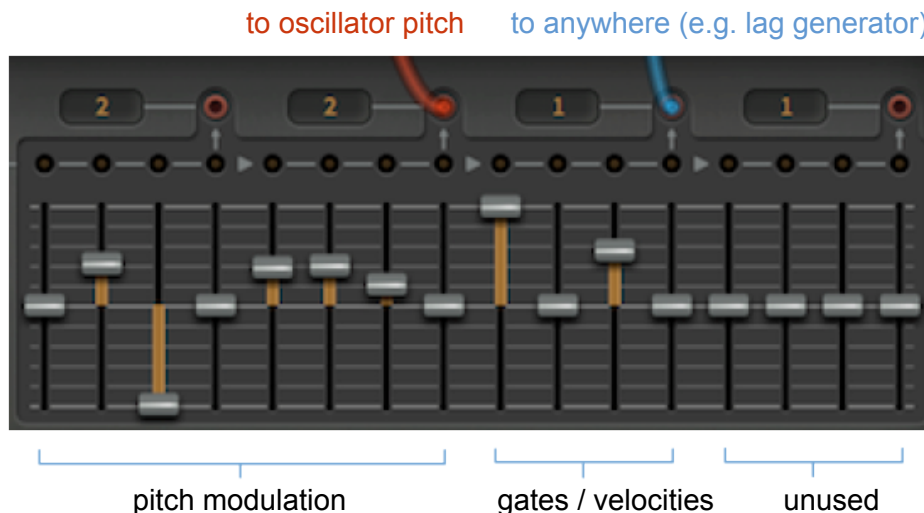 to oscillator pitch to anywhere (e.g. lag generator)
2 2 1 1
pitch modulation gates / velocities unused